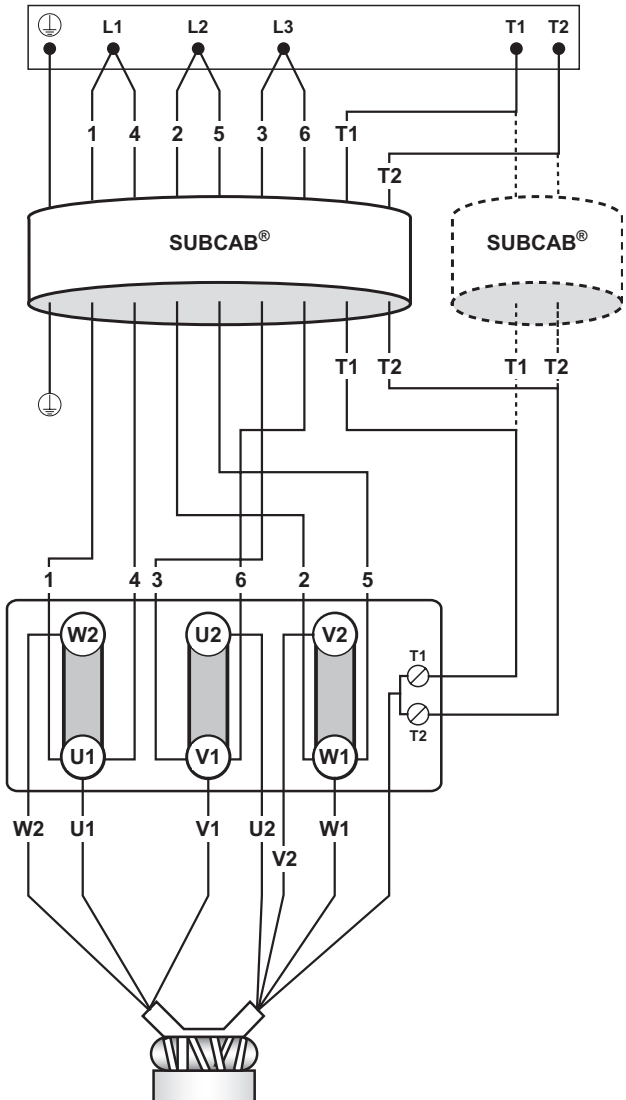 L1 L2 L3 T1 T2
1 4 2 5 3 6 T1
T2
SUBCAB® SUBCAB®
T1 T2 T1 T2
1 4 3 6 2 5
W2 U2 V2
T1
U1 V1 W1
T2
W2 U1 V1 U2 W1
V2